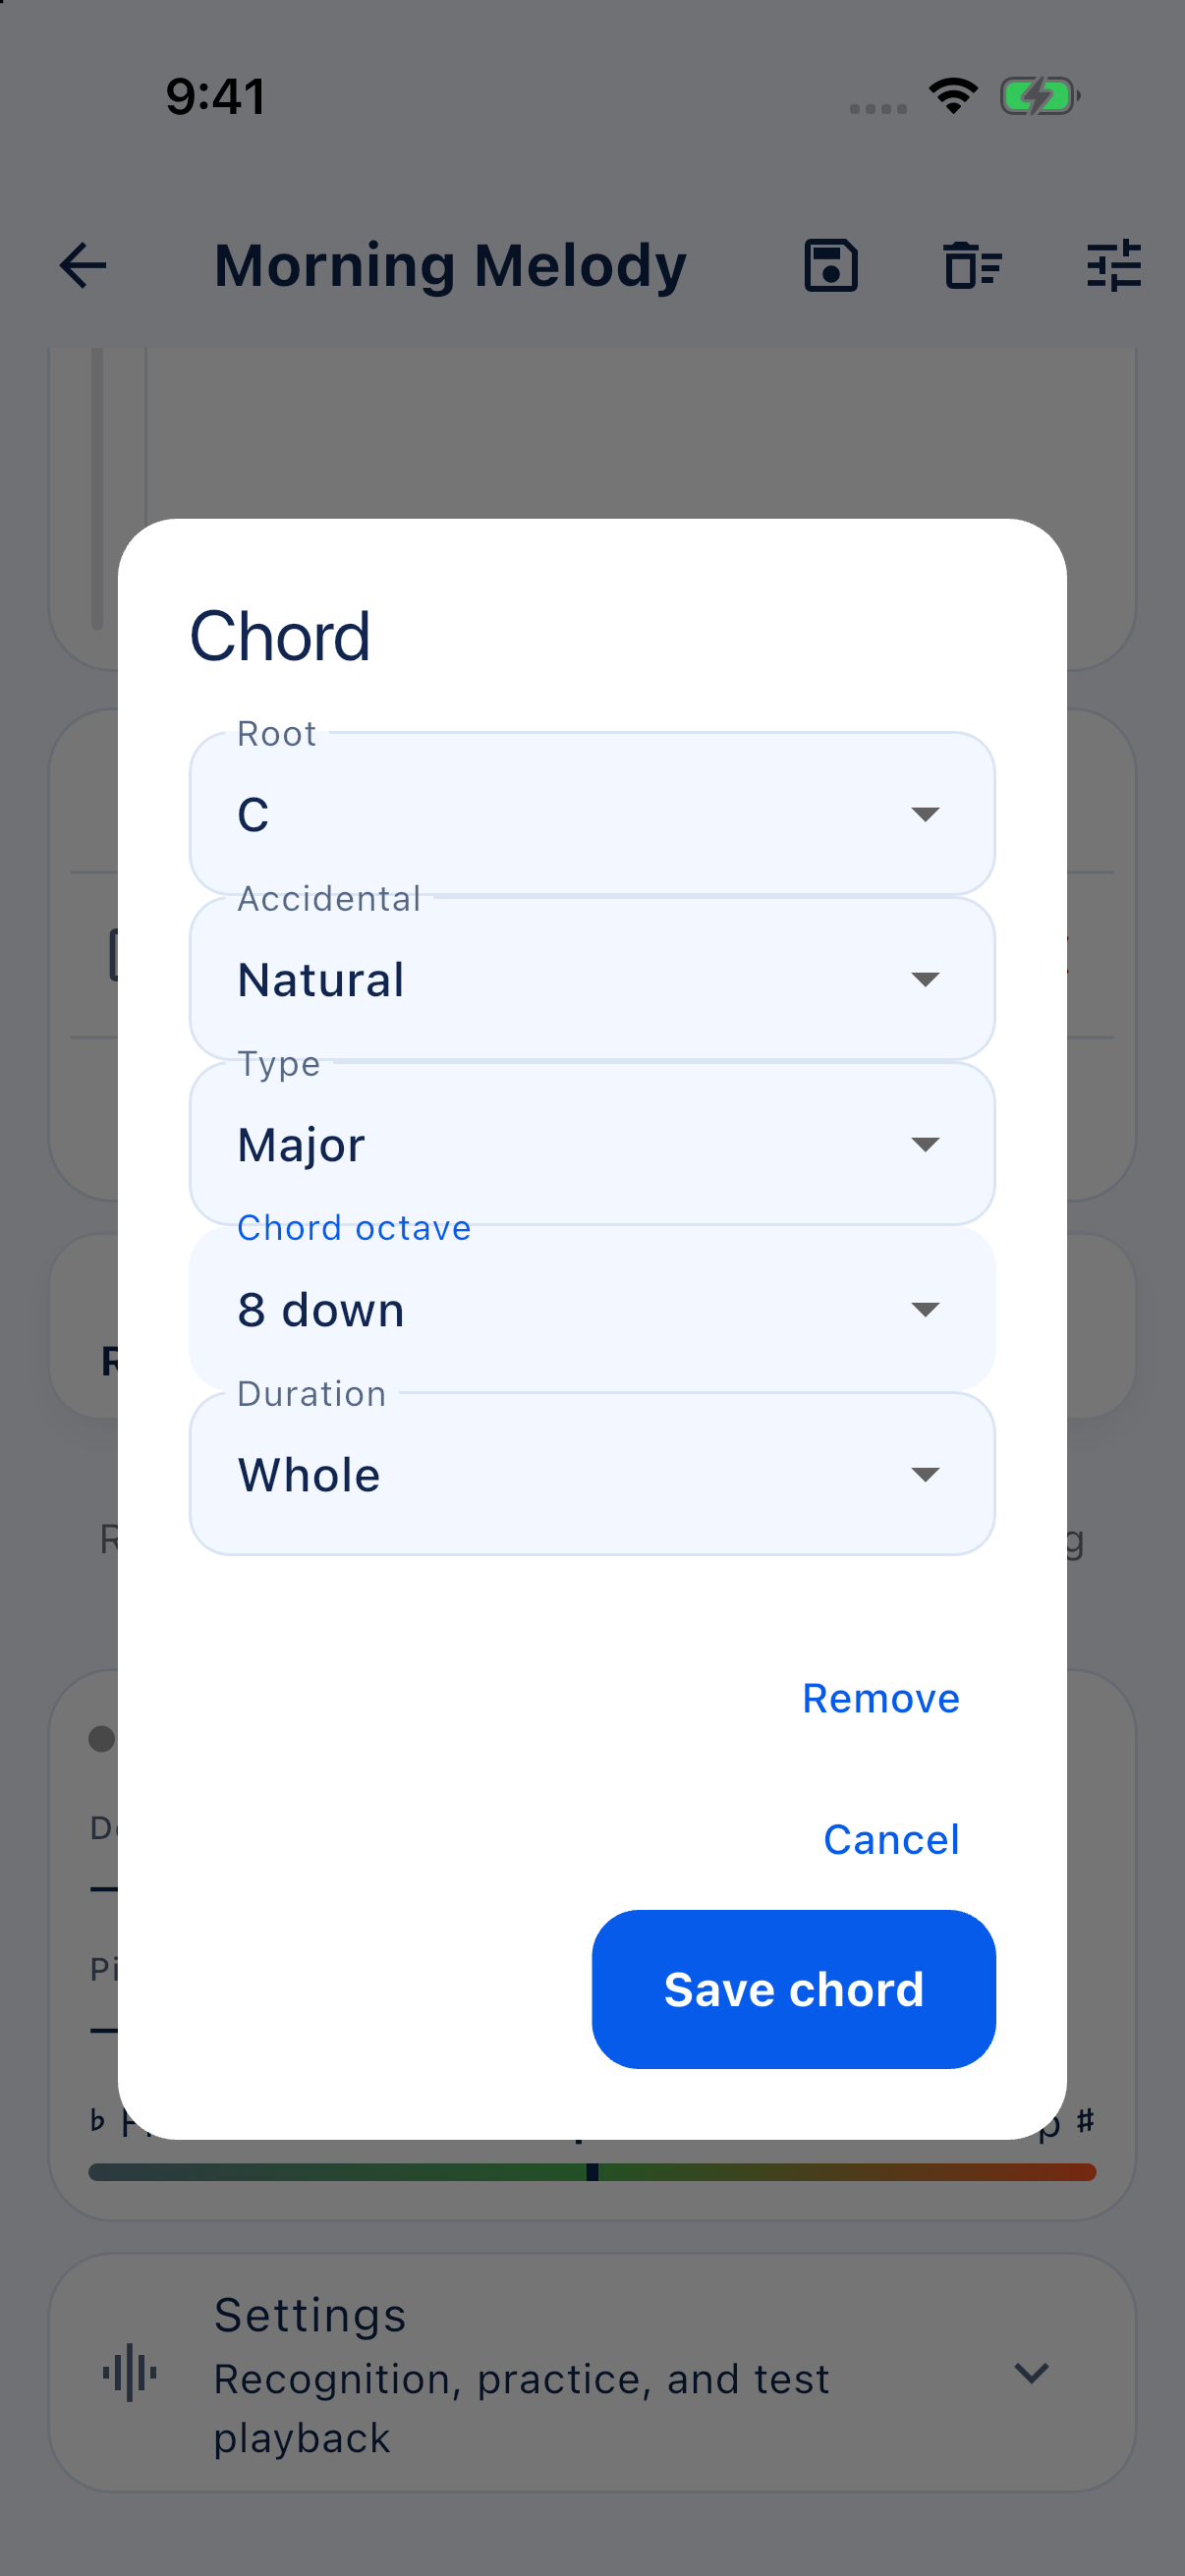 9:41
Morning Melody
Chord
Root
C
Accidental
Natural
Type
Major
Chord octave
8 down
Duration
Whole
Remove
Cancel
Save chord
♭
♯
Settings
Recognition, practice, and test
playback